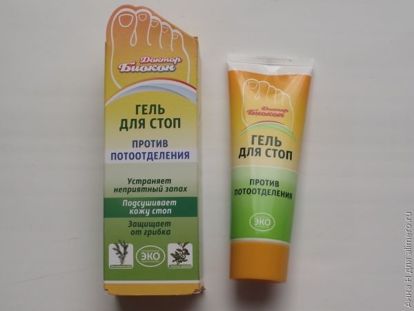 Доктор
Биокон
ГЕЛЬ
ДЛЯ СТОП
ПРОТИВ
ПОТООТДЕЛЕНИЯ
Устраняет
неприятный запах
Подсушивает
кожу стоп
Защищает
от грибка
ЭКО
Доктор
Биокон
ГЕЛЬ
ДЛЯ СТОП
ПРОТИВ
ПОТООТДЕЛЕНИЯ
ЭКО